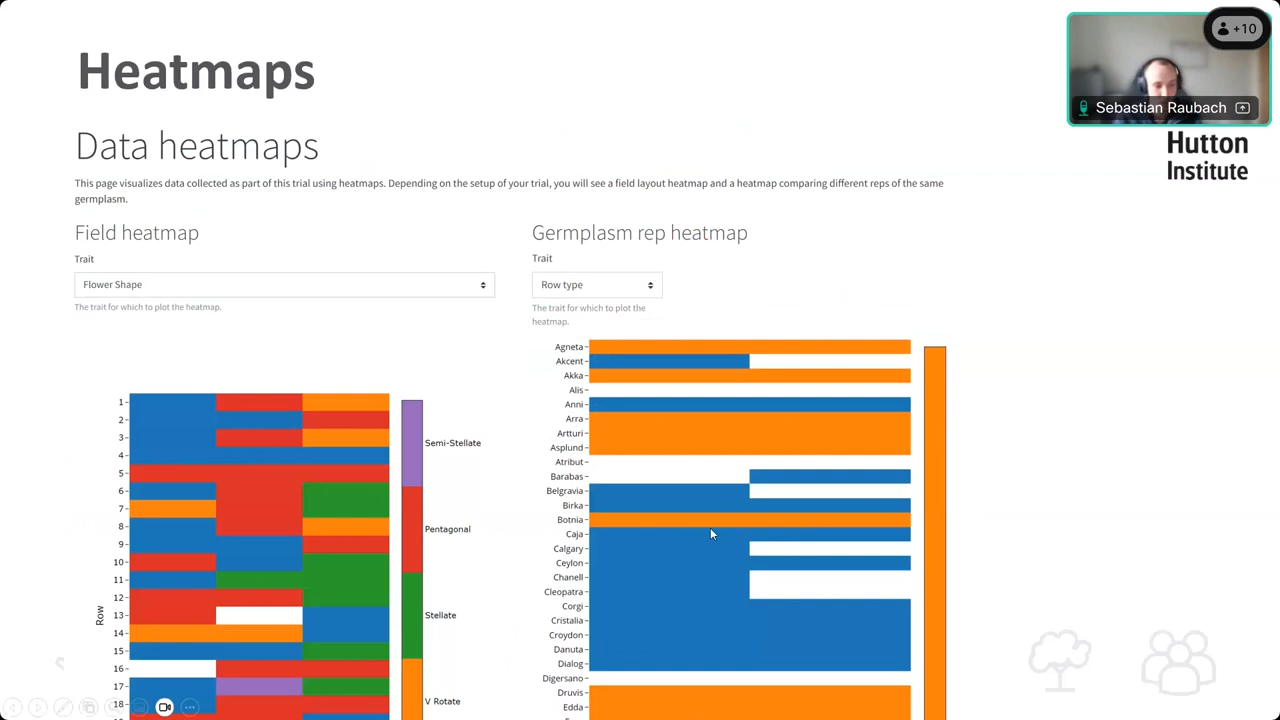 Heatmaps
+10
Sebastian Raubach
Hutton
Institute
Data heatmaps
This page visualizes data collected as part of this trial using heatmaps. Depending on the setup of your trial, you will see a field layout heatmap and a heatmap comparing different reps of the same
germplasm.
Field heatmap
Trait
Flower Shape
The trait for which to plot the heatmap.
1
2
3
4
5
6
7
8
9
10
11
12
13
14
15
16
17
18
Row
Semi-Stellate
Pentagonal
Stellate
V Rotate
Germplasm rep heatmap
Trait
Row type
The trait for which to plot the
heatmap.
Agneta
Akcent
Akka
Alis
Anni
Arra
Artturi
Asplund
Atribut
Barabas
Belgravia
Birka
Botnia
Caja
Calgary
Ceylon
Chanell
Cleopatra
Corgi
Cristalia
Croydon
Danuta
Dialog
Digersano
Druvis
Edda